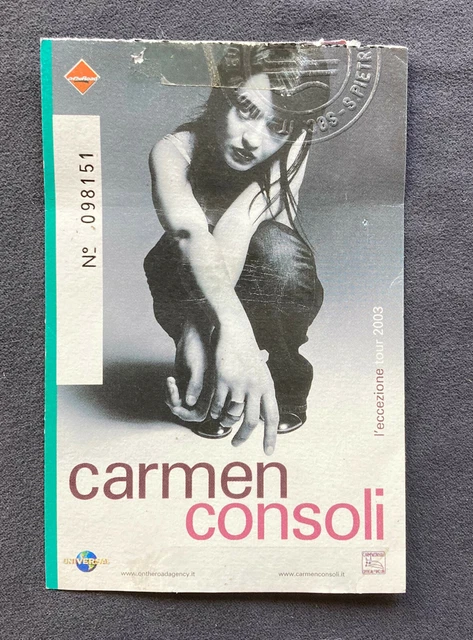 Nº 098151
l'eccezione tour 2003
carmen
consoli
UNIVERSAL
www.ontheroadagency.it
www.carmenconsoli.it